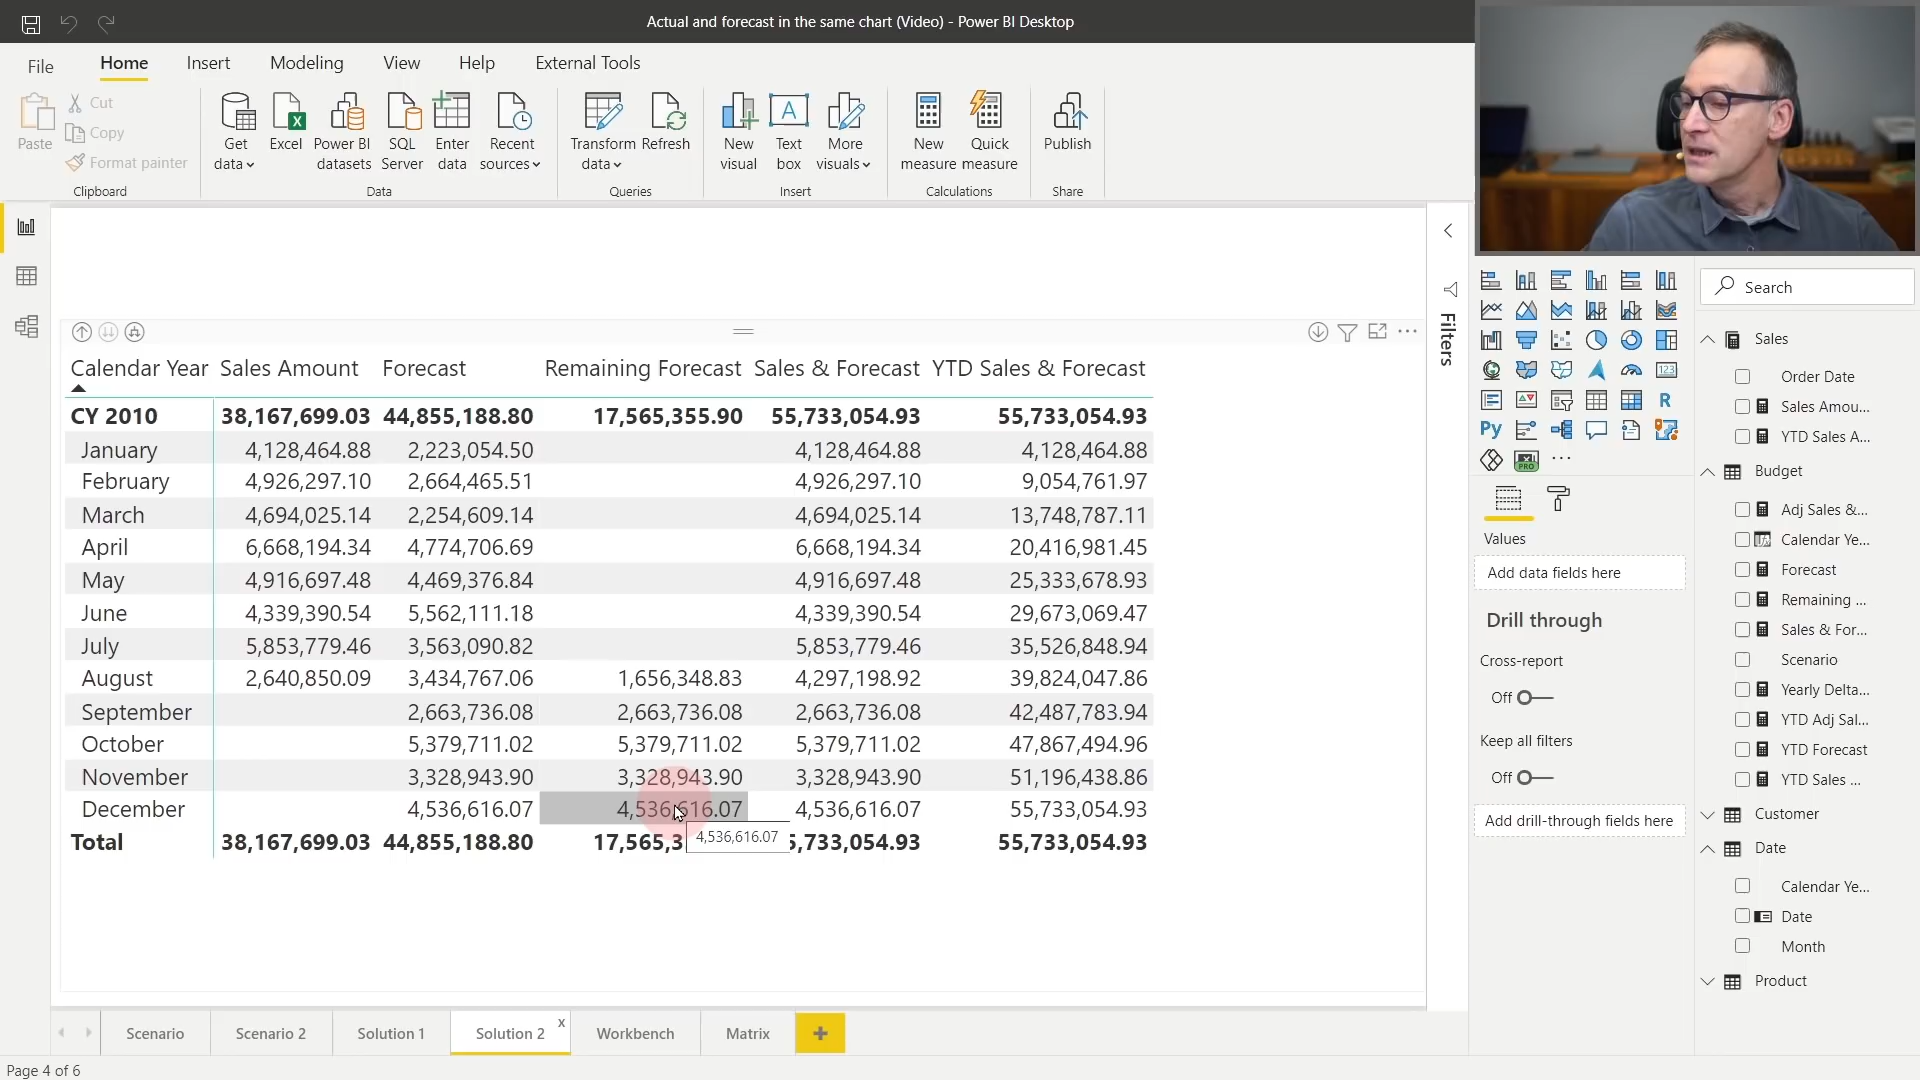 Actual and forecast in the same chart (Video) - Power BI Desktop
File Home Insert Modeling View Help External Tools
Paste
Cut
Copy
Format painter
Clipboard
Get data
Excel
Power BI datasets
SQL Server
Enter data
Recent sources
Data
Transform data
Refresh
Queries
New visual
Text box
More visuals
Insert
New measure
Quick measure
Calculations
Publish
Share
Calendar Year Sales Amount Forecast Remaining Forecast Sales & Forecast YTD Sales & Forecast
CY 2010 38,167,699.03 44,855,188.80 17,565,355.90 55,733,054.93 55,733,054.93
January 4,128,464.88 2,223,054.50 4,128,464.88 4,128,464.88
February 4,926,297.10 2,664,465.51 4,926,297.10 9,054,761.97
March 4,694,025.14 2,254,609.14 4,694,025.14 13,748,787.11
April 6,668,194.34 4,774,706.69 6,668,194.34 20,416,981.45
May 4,916,697.48 4,469,376.84 4,916,697.48 25,333,678.93
June 4,339,390.54 5,562,111.18 4,339,390.54 29,673,069.47
July 5,853,779.46 3,563,090.82 5,853,779.46 35,526,848.94
August 2,640,850.09 3,434,767.06 1,656,348.83 4,297,198.92 39,824,047.86
September 2,663,736.08 2,663,736.08 2,663,736.08 42,487,783.94
October 5,379,711.02 5,379,711.02 5,379,711.02 47,867,494.96
November 3,328,943.90 3,328,943.90 3,328,943.90 51,196,438.86
December 4,536,616.07 4,536,616.07 4,536,616.07 55,733,054.93
Total 38,167,699.03 44,855,188.80 17,565,3 5,733,054.93 55,733,054.93
4,536,616.07
Filters
123
R
Py
PRO
Values
Add data fields here
Drill through
Cross-report
Off
Keep all filters
Off
Add drill-through fields here
Search
Sales
Order Date
Sales Amou...
YTD Sales A...
Budget
Adj Sales &...
Calendar Ye...
Forecast
Remaining ...
Sales & For...
Scenario
Yearly Delta...
YTD Adj Sal...
YTD Forecast
YTD Sales ...
Customer
Date
Calendar Ye...
Date
Month
Product
Scenario Scenario 2 Solution 1 Solution 2 x Workbench Matrix +
Page 4 of 6